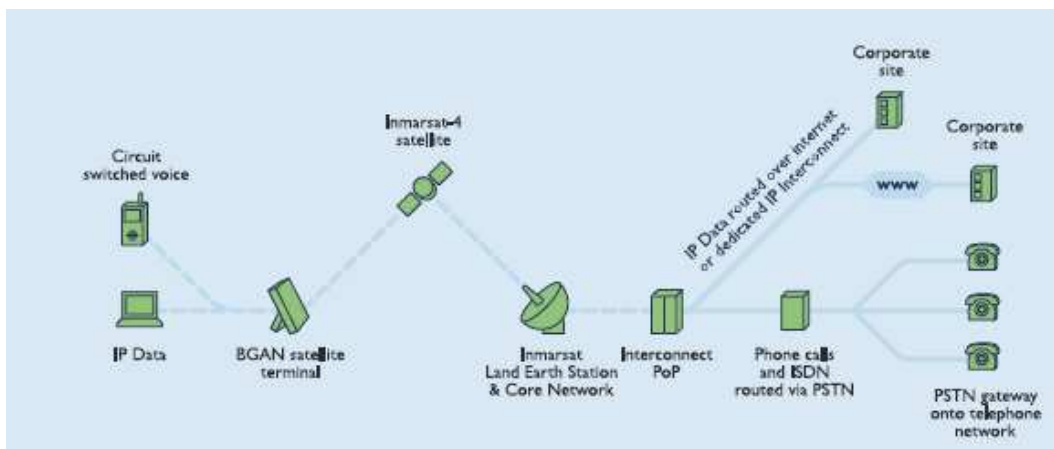 Corporate
site
Inmarsat-4
satellite
Corporate
site
Circuit
switched voice
IP Data routed over internet
or dedicated IP Interconnect
www
IP Data
BGAN satellite
terminal
Inmarsat
Land Earth Station
& Core Network
Interconnect
PoP
Phone calls
and ISDN
routed via PSTN
PSTN gateway
onto telephone
network